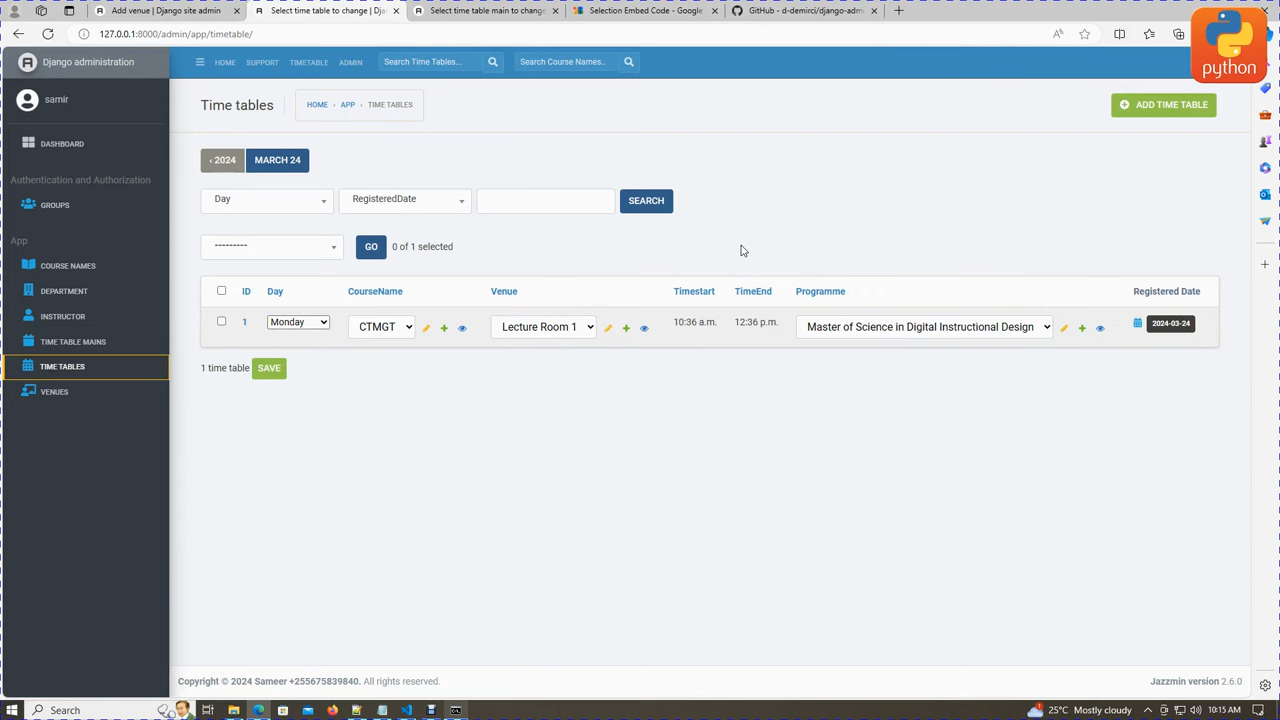 Add venue | Django site admin
Select time table to change | Dja
Select time table main to change
Selection Embed Code - Google
GitHub - d-demirci/django-adm
127.0.0.1:8000/admin/app/timetable/
python
Django administration
HOME SUPPORT TIMETABLE ADMIN Search Time Tables... Search Course Names..
samir
Time tables HOME › APP › TIME TABLES ADD TIME TABLE
DASHBOARD
Authentication and Authorization
GROUPS
App
COURSE NAMES
DEPARTMENT
INSTRUCTOR
TIME TABLE MAINS
TIME TABLES
VENUES
‹ 2024 MARCH 24
Day RegisteredDate SEARCH
--------- GO 0 of 1 selected
ID Day CourseName Venue Timestart TimeEnd Programme Registered Date
1 Monday CTMGT Lecture Room 1 10:36 a.m. 12:36 p.m. Master of Science in Digital Instructional Design 2024-03-24
1 time table SAVE
Copyright © 2024 Sameer +255675839840. All rights reserved. Jazzmin version 2.6.0
Search 25°C Mostly cloudy 10:15 AM